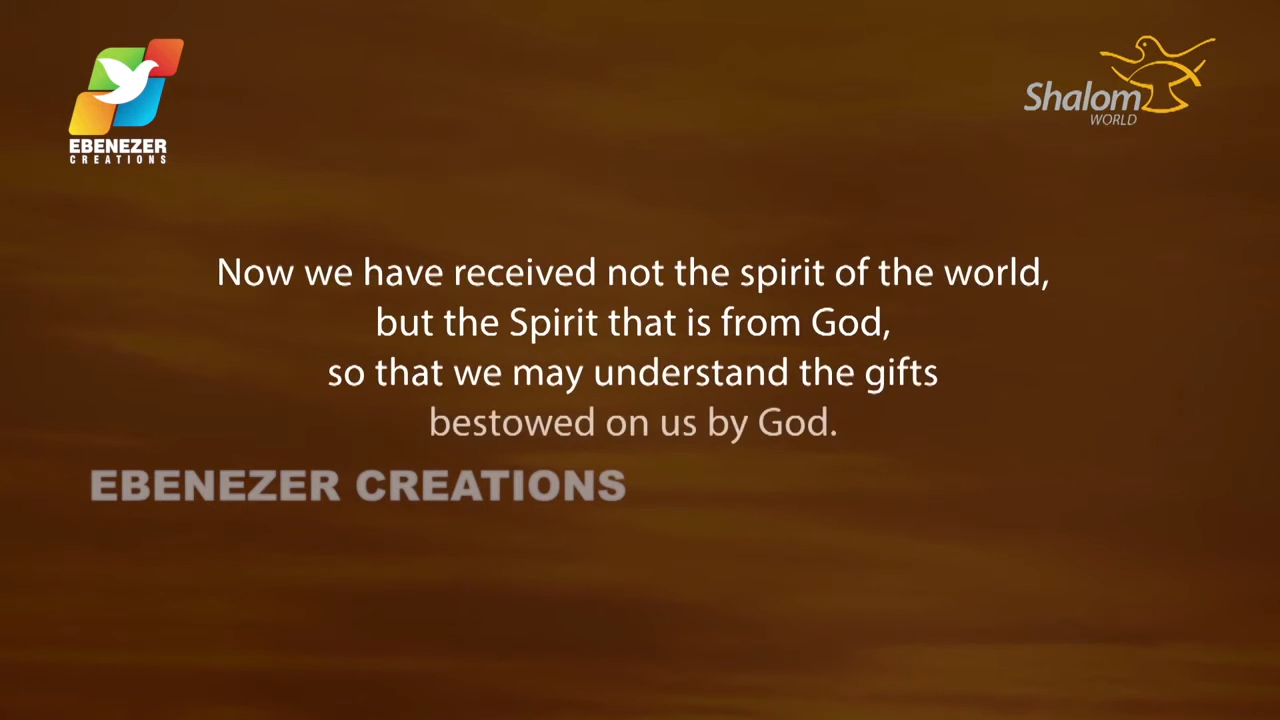 EBENEZER
CREATIONS
Shalom
WORLD
Now we have received not the spirit of the world,
but the Spirit that is from God,
so that we may understand the gifts
bestowed on us by God.
EBENEZER CREATIONS